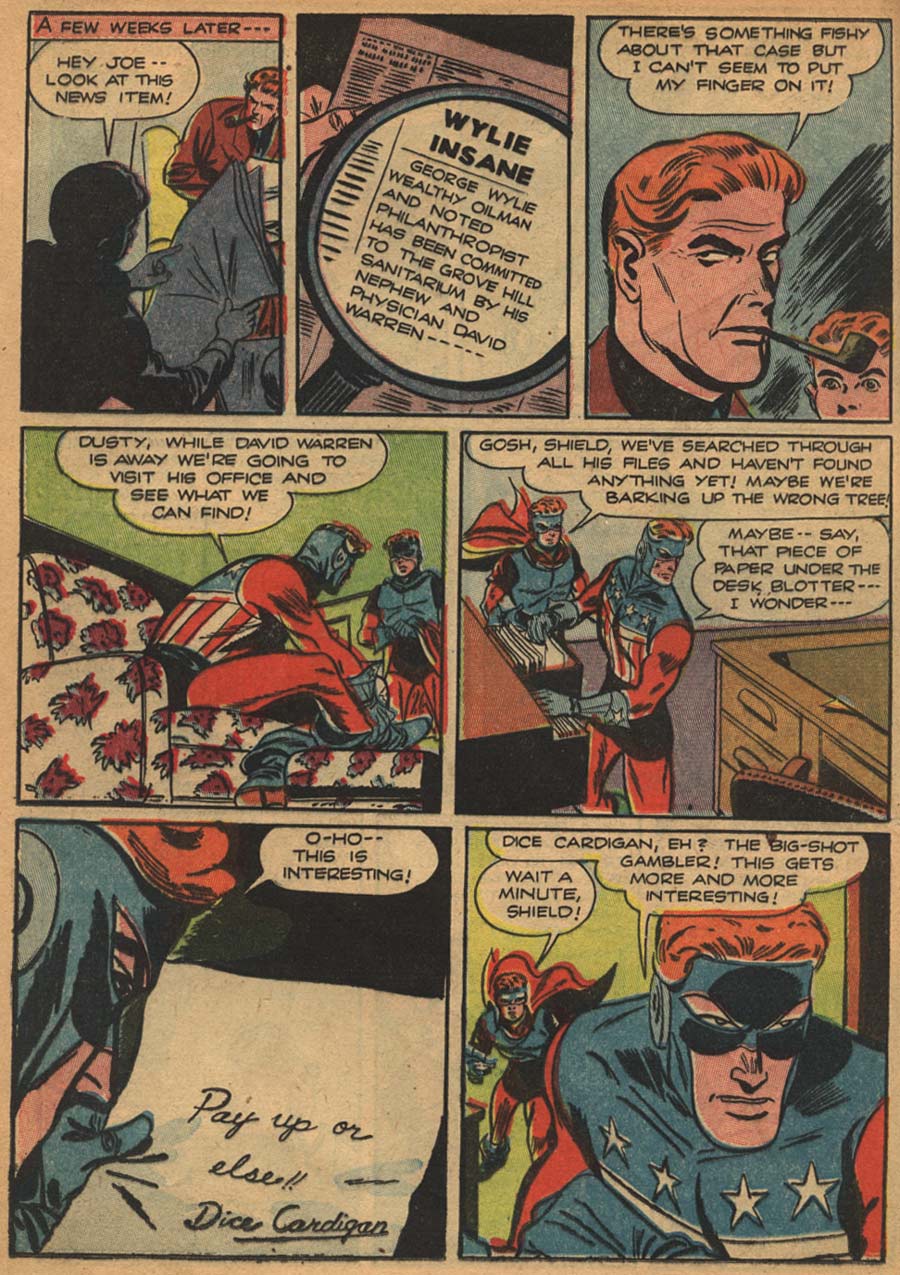 A FEW WEEKS LATER---
HEY JOE--
LOOK AT THIS
NEWS ITEM!
WYLIE
INSANE
GEORGE WYLIE
WEALTHY OILMAN
AND NOTED
PHILANTHROPIST
HAS BEEN COMMITTED
TO THE GROVE HILL
SANITARIUM BY HIS
NEPHEW AND
PHYSICIAN DAVID
WARREN-----
THERE'S SOMETHING FISHY
ABOUT THAT CASE BUT
I CAN'T SEEM TO PUT
MY FINGER ON IT!
DUSTY, WHILE DAVID WARREN
IS AWAY WE'RE GOING TO
VISIT HIS OFFICE AND
SEE WHAT WE
CAN FIND!
GOSH, SHIELD, WE'VE SEARCHED THROUGH
ALL HIS FILES AND HAVEN'T FOUND
ANYTHING YET! MAYBE WE'RE
BARKING UP THE WRONG TREE!
MAYBE-- SAY,
THAT PIECE OF
PAPER UNDER THE
DESK BLOTTER---
I WONDER---
O-HO--
THIS IS
INTERESTING!
Pay up or
else!! —
Dice Cardigan
DICE CARDIGAN, EH? THE BIG-SHOT
GAMBLER! THIS GETS
MORE AND MORE
INTERESTING!
WAIT A
MINUTE,
SHIELD!